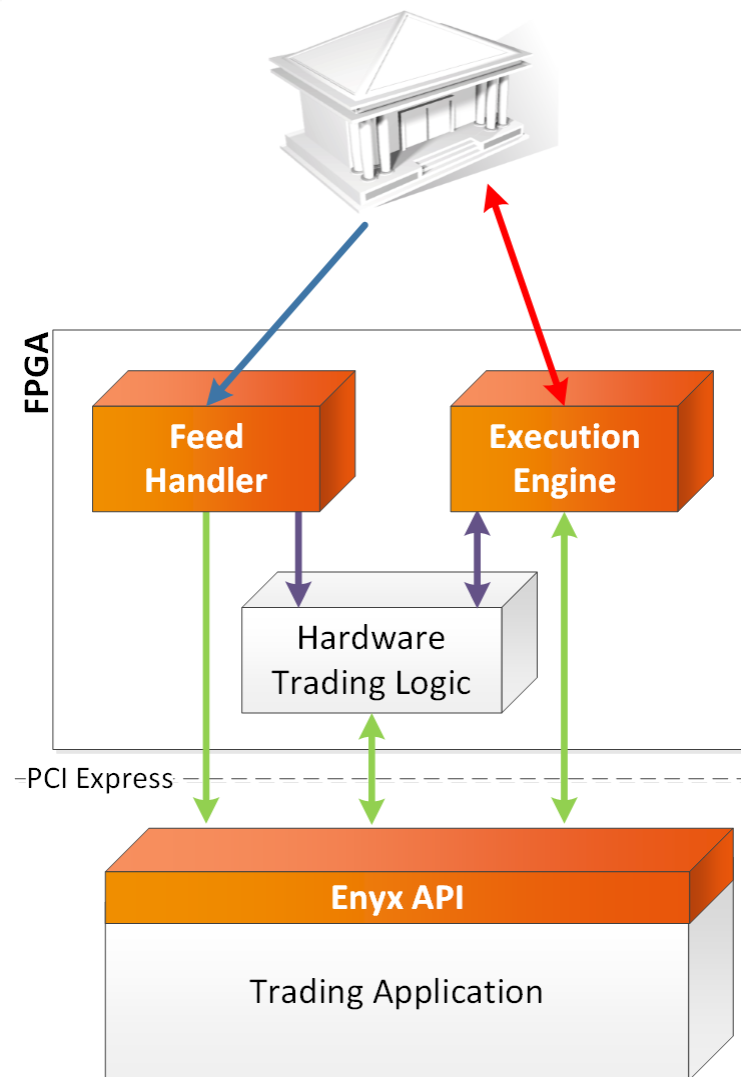 FPGA
Feed
Handler
Execution
Engine
Hardware
Trading Logic
PCI Express
Enyx API
Trading Application